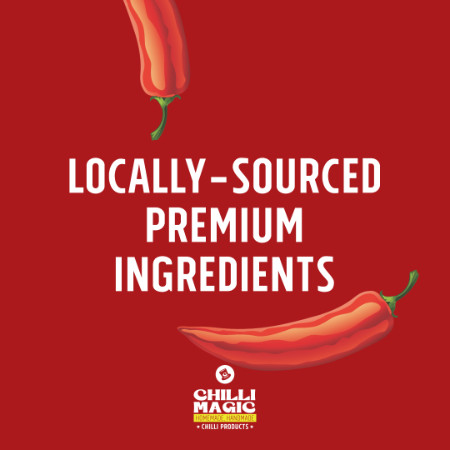 LOCALLY-SOURCED
PREMIUM
INGREDIENTS
CHILLI
MAGIC
HOMEMADE HANDMADE
• CHILLI PRODUCTS •